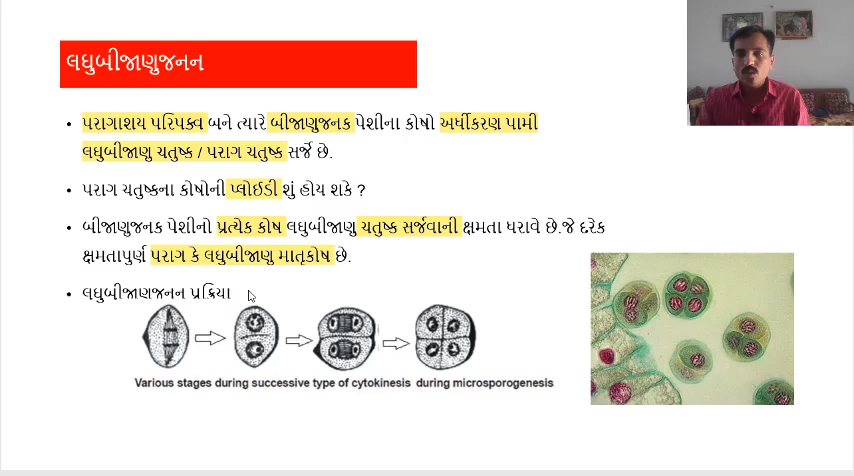 લઘુબીજાણુજનન
• પરાગાશય પરિપક્વ બને ત્યારે બીજાણુજનક પેશીના કોષો અર્ધીકરણ પામી
લઘુબીજાણુ ચતુષ્ક / પરાગ ચતુષ્ક સર્જે છે.
• પરાગ ચતુષ્કના કોષોની પ્લોઈડી શું હોય શકે ?
• બીજાણુજનક પેશીનો પ્રત્યેક કોષ લઘુબીજાણુ ચતુષ્ક સર્જવાની ક્ષમતા ધરાવે છે.જે દરેક
ક્ષમતાપુર્ણ પરાગ કે લઘુબીજાણુ માતૃકોષ છે.
• લઘુબીજાણજનન પ્રક્રિયા
Various stages during successive type of cytokinesis during microsporogenesis